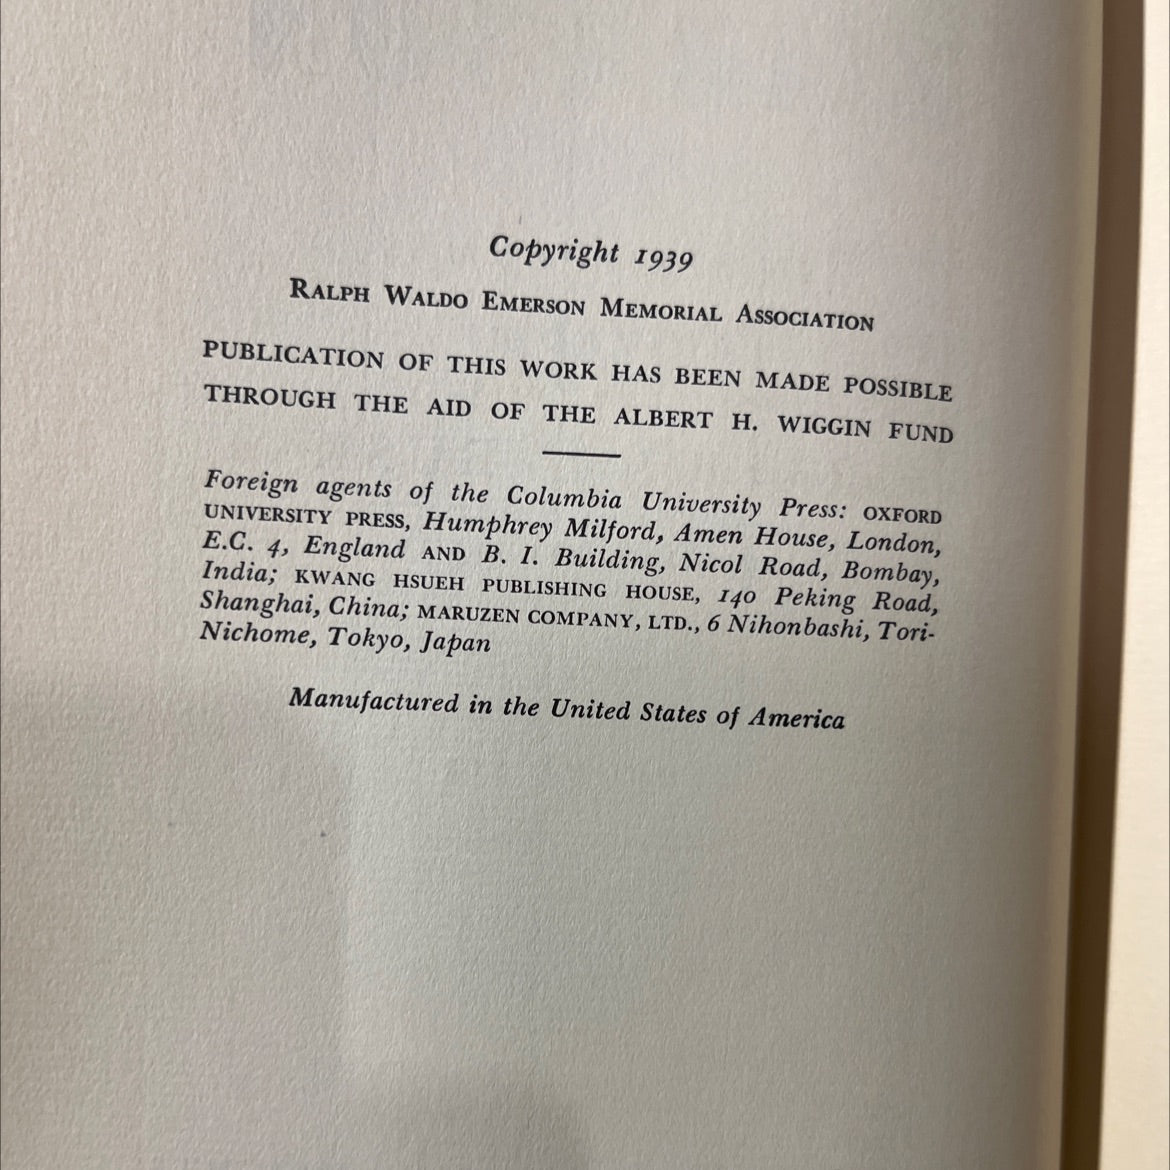 Copyright 1939
RALPH WALDO EMERSON MEMORIAL ASSOCIATION
PUBLICATION OF THIS WORK HAS BEEN MADE POSSIBLE
THROUGH THE AID OF THE ALBERT H. WIGGIN FUND
Foreign agents of the Columbia University Press: OXFORD
UNIVERSITY PRESS, Humphrey Milford, Amen House, London,
E.C. 4, England AND B. I. Building, Nicol Road, Bombay,
India; KWANG HSUEH PUBLISHING HOUSE, 140 Peking Road,
Shanghai, China; MARUZEN COMPANY, LTD., 6 Nihonbashi, Tori-
Nichome, Tokyo, Japan
Manufactured in the United States of America